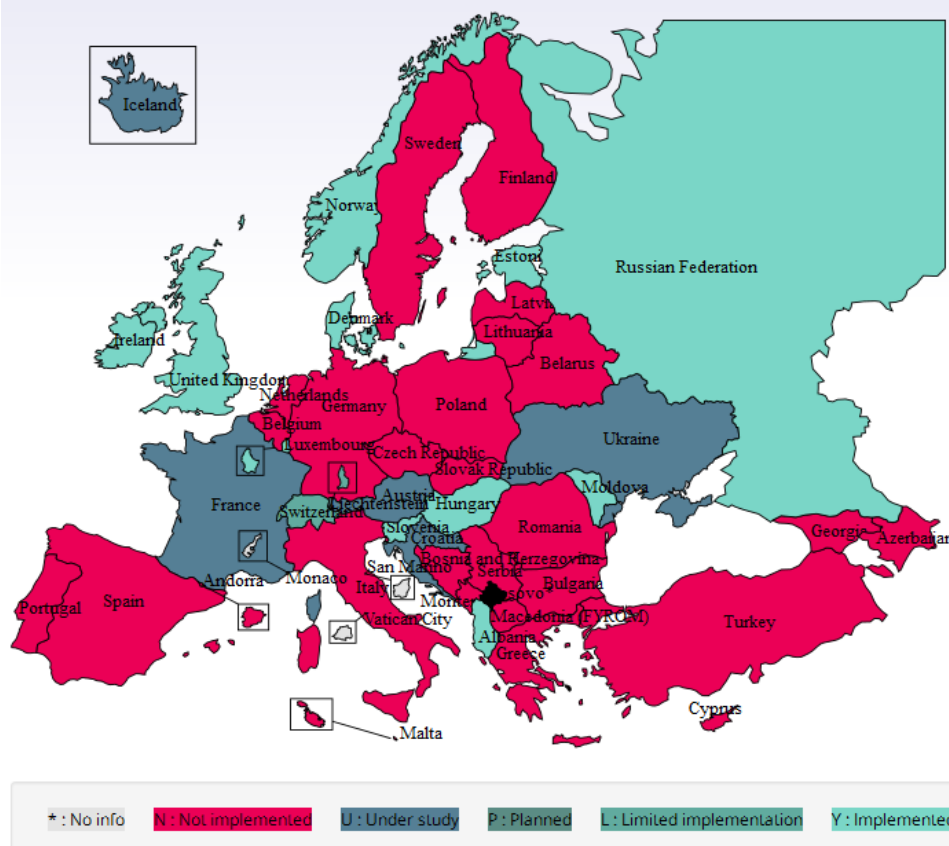 Iceland
Sweden
Finland
Norway
Estoni
Russian Federation
Latvi
Denmark
Lithuania
Ireland
Belarus
United Kingdom
Netherlands
Germany
Poland
Belgium
Ukraine
Luxembourg
Czech Republic
Slovak Republic
Moldova
Austria
France
Liechtenstein
Hungary
Switzerland
Slovenia
Romania
Croatia
Georgia
Azerbaijan
Bosnia and Herzegovina
San Marino
Serbia
Andorra
Monaco
Italy
Bulgaria
Kosovo*
Portugal
Spain
Monte
Vatican City
Macedonia (FYROM)
Turkey
Albania
Greece
Cyprus
Malta
* : No info N : Not implemented U : Under study P : Planned L : Limited implementation Y : Implemented